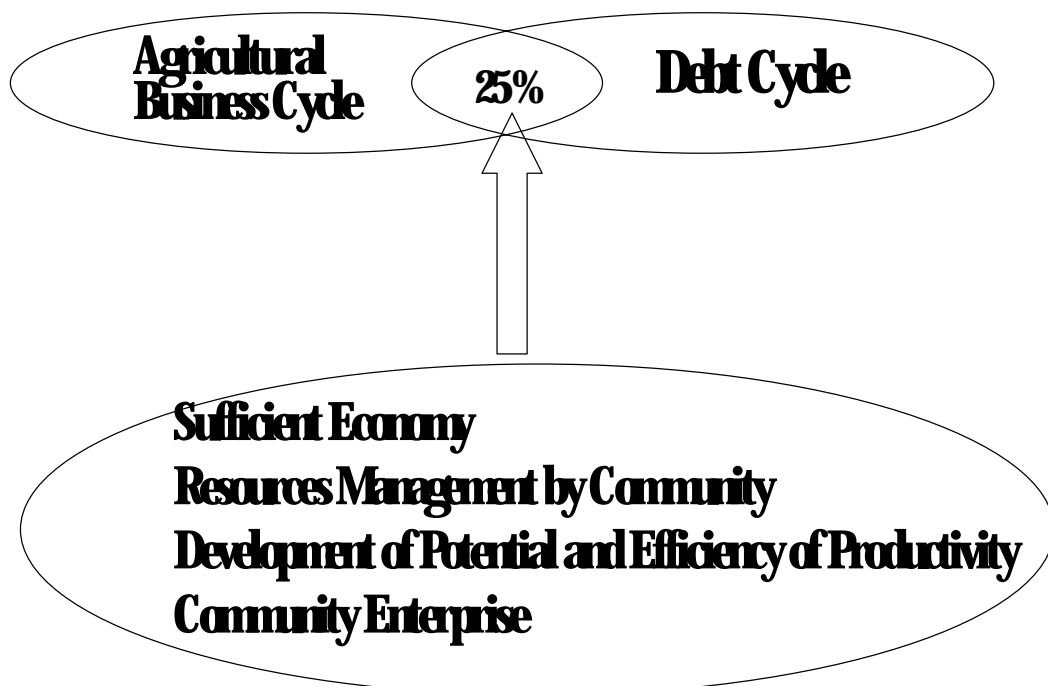 Agricultural
Business Cycle
25%
Debt Cycle
Sufficient Economy
Resources Management by Community
Development of Potential and Efficiency of Productivity
Community Enterprise